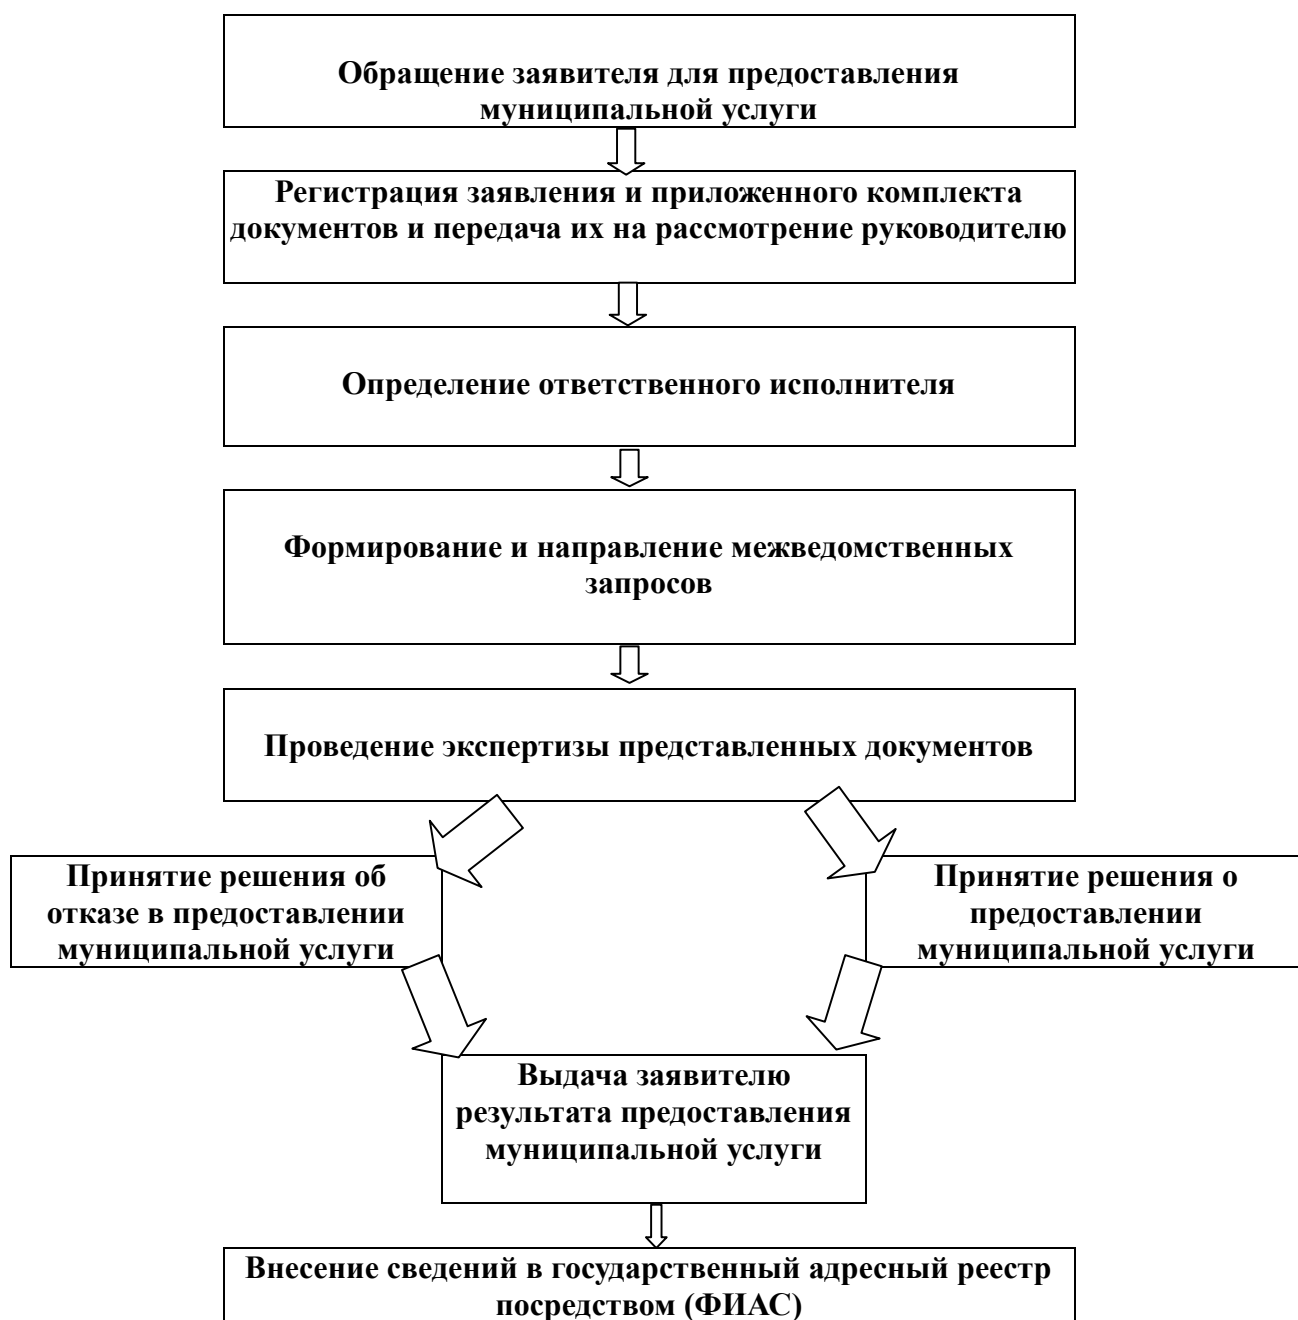 Обращение заявителя для предоставления
муниципальной услуги
Регистрация заявления и приложенного комплекта
документов и передача их на рассмотрение руководителю
Определение ответственного исполнителя
Формирование и направление межведомственных
запросов
Проведение экспертизы представленных документов
Принятие решения об
отказе в предоставлении
муниципальной услуги
Принятие решения о
предоставлении
муниципальной услуги
Выдача заявителю
результата предоставления
муниципальной услуги
Внесение сведений в государственный адресный реестр
посредством (ФИАС)